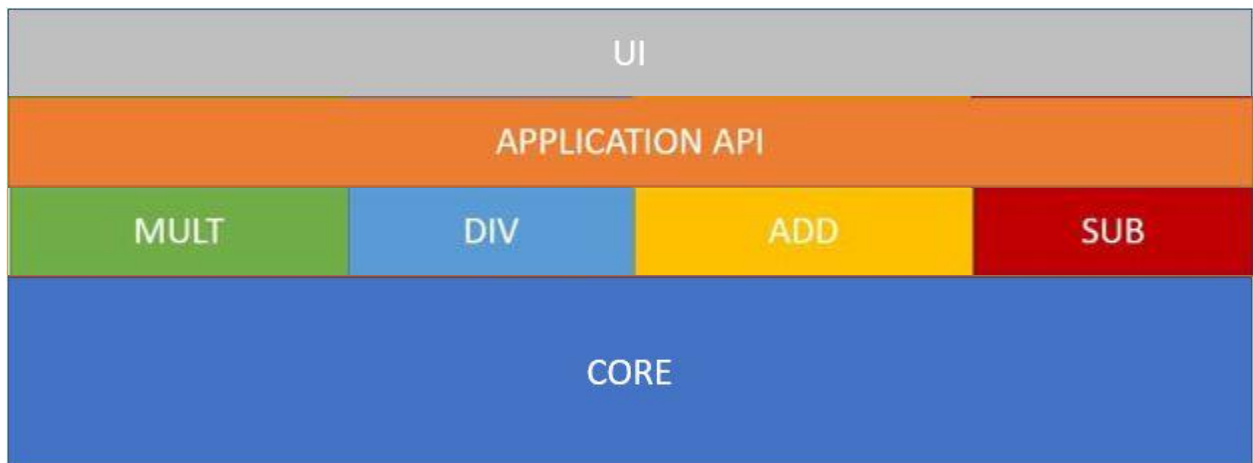 UI
APPLICATION API
MULT DIV ADD SUB
CORE